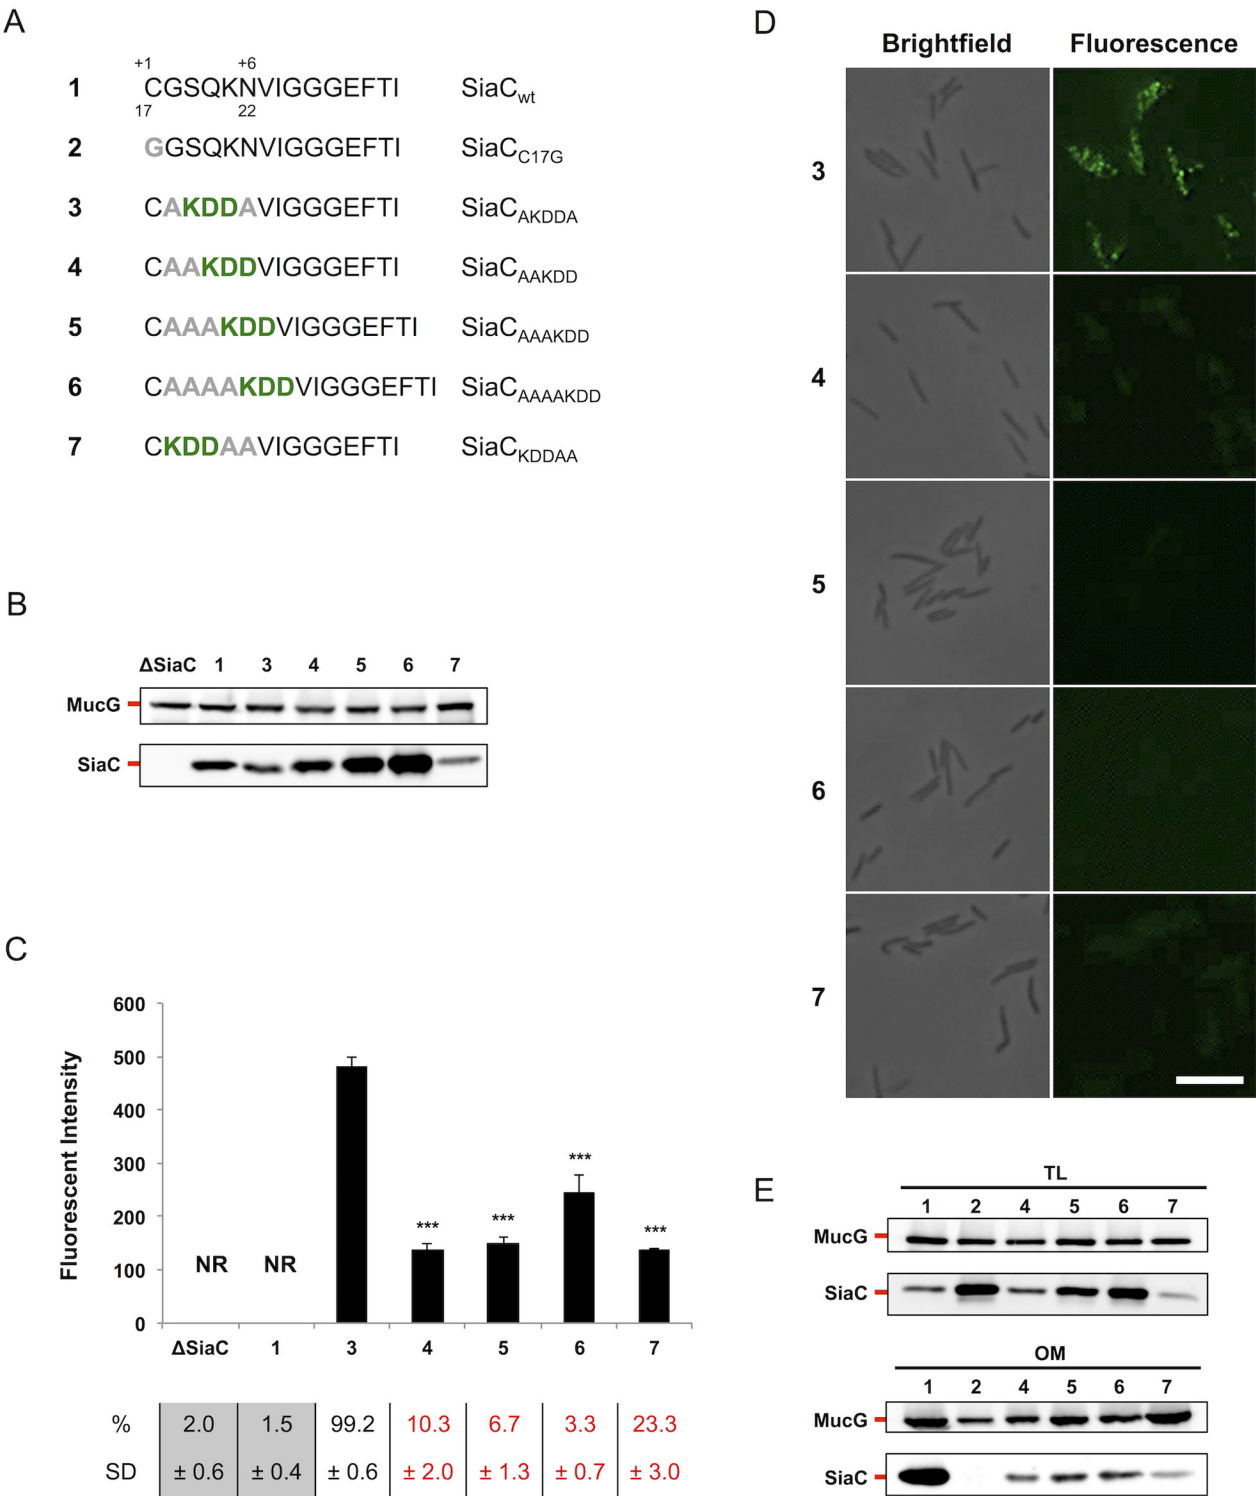 A
+1 +6
1 CGSQKNVIGGGEFTI SiaCwt
17 22
2 GGSQKNVIGGGEFTI SiaCC17G
3 CAKDDAVIGGGEFTI SiaCAKDDA
4 CAAKDDVIGGGEFTI SiaCAAKDD
5 CAAAKDDVIGGGEFTI SiaCAAAKDD
6 CAAAAKDDVIGGGEFTI SiaCAAAAKDD
7 CKDDAAVIGGGEFTI SiaCKDDAA
B
ΔSiaC 1 3 4 5 6 7
MucG
SiaC
C
Fluorescent Intensity
600
500
400
300
200
100
0
NR NR *** *** *** ***
ΔSiaC 1 3 4 5 6 7
% 2.0 1.5 99.2 10.3 6.7 3.3 23.3
SD ± 0.6 ± 0.4 ± 0.6 ± 2.0 ± 1.3 ± 0.7 ± 3.0
D
Brightfield Fluorescence
3
4
5
6
7
E
TL
1 2 4 5 6 7
MucG
SiaC
OM
1 2 4 5 6 7
MucG
SiaC